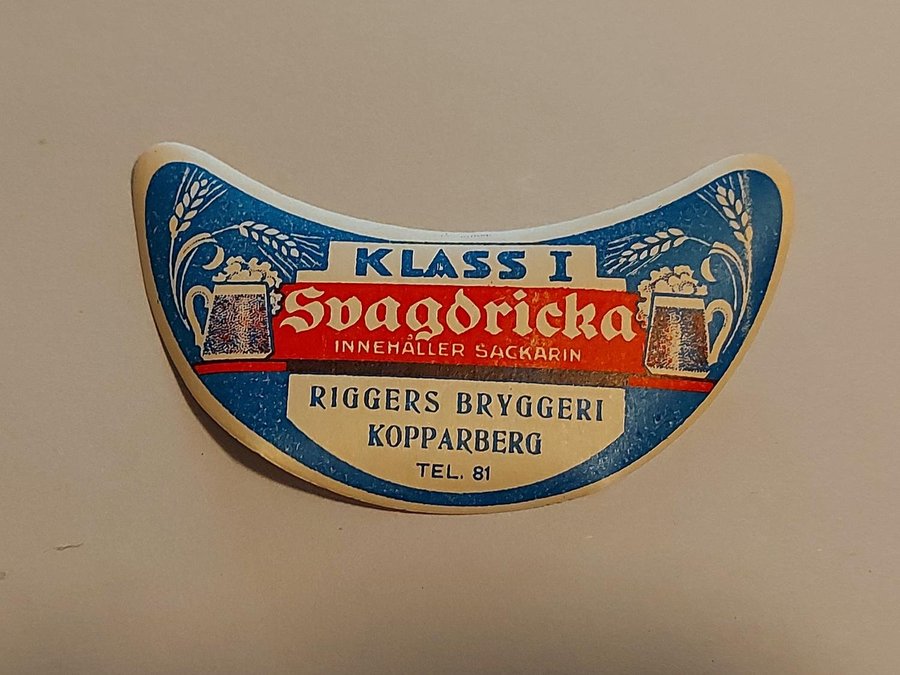 KLASS I
Svagdricka
INNEHÅLLER SACKARIN
RIGGERS BRYGGERI
KOPPARBERG
TEL. 81